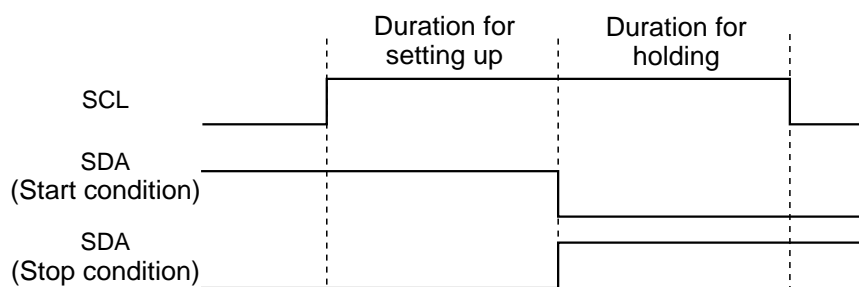 Duration for
setting up
Duration for
holding
SCL
SDA
(Start condition)
SDA
(Stop condition)